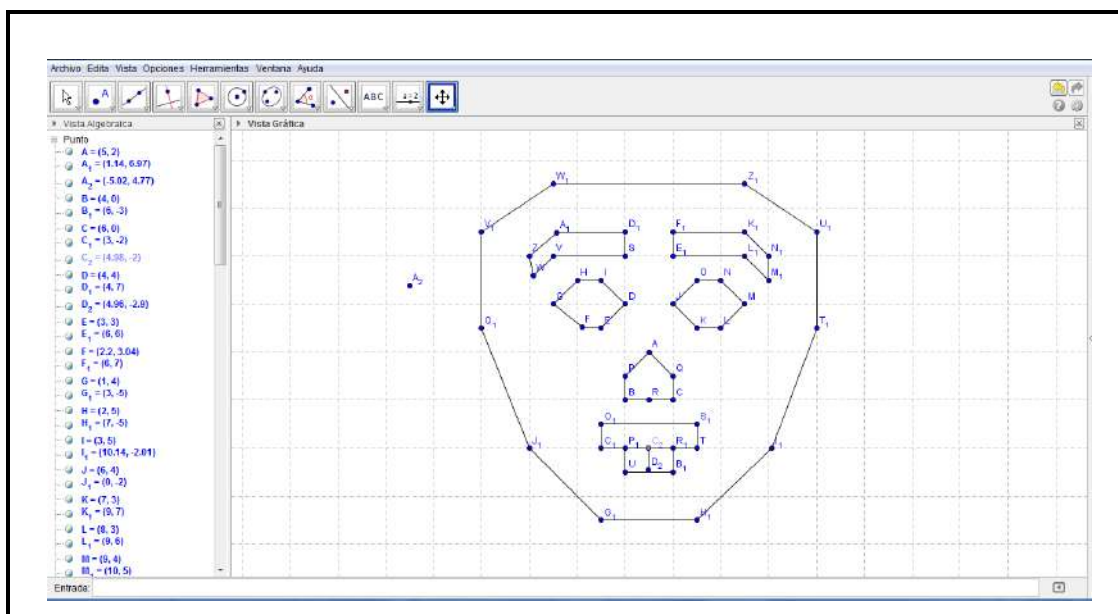 Archivo Edita Vista Opciones Herramientas Ventana Ayuda
A
ABC
a=2
Vista Algebraica
Vista Gráfica
Punto
A = (5, 2)
A₁ = (1.14, 6.97)
A₂ = (-5.02, 4.77)
B = (4, 0)
B₁ = (6, -3)
C = (6, 0)
C₁ = (3, -2)
C₂ = (4.98, -2)
D = (4, 4)
D₁ = (4, 7)
D₂ = (4.96, -2.9)
E = (3, 3)
E₁ = (6, 6)
F = (2.2, 3.04)
F₁ = (6, 7)
G = (1, 4)
G₁ = (3, -5)
H = (2, 5)
H₁ = (7, -5)
I = (3, 5)
I₁ = (10.14, -2.01)
J = (6, 4)
J₁ = (0, -2)
K = (7, 3)
K₁ = (9, 7)
L = (8, 3)
L₁ = (9, 6)
M = (9, 4)
M₁ = (10, 5)
W₁ Z₁
V₁ A₁ D₁ F₁ K₁ U₁
Z V S E₁ L₁ N₁
W H I O N M₁
A₂
G D J M
F E K L
Q₁ T₁
A
P Q
B R C
O₁ B₁
C₁ P₁ C₂ R₁ T
J₁ I₁
U D₂ B₁
G₁ H₁
Entrada: